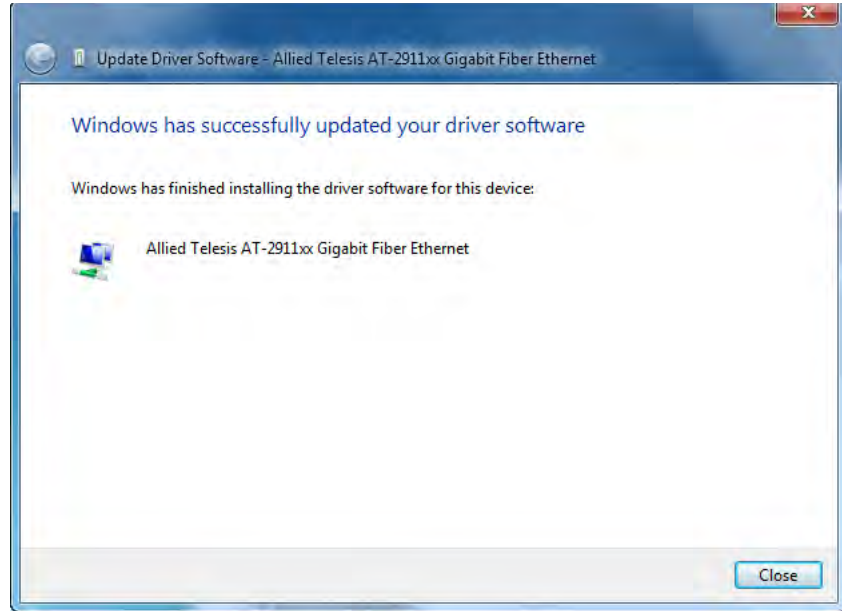 Update Driver Software - Allied Telesis AT-2911xx Gigabit Fiber Ethernet
Windows has successfully updated your driver software
Windows has finished installing the driver software for this device:
Allied Telesis AT-2911xx Gigabit Fiber Ethernet
Close